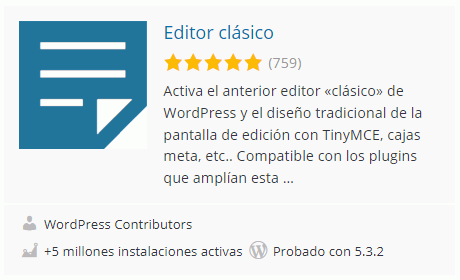 Editor clásico
(759)
Activa el anterior editor «clásico» de
WordPress y el diseño tradicional de la
pantalla de edición con TinyMCE, cajas
meta, etc.. Compatible con los plugins
que amplían esta ...
WordPress Contributors
+5 millones instalaciones activas Probado con 5.3.2